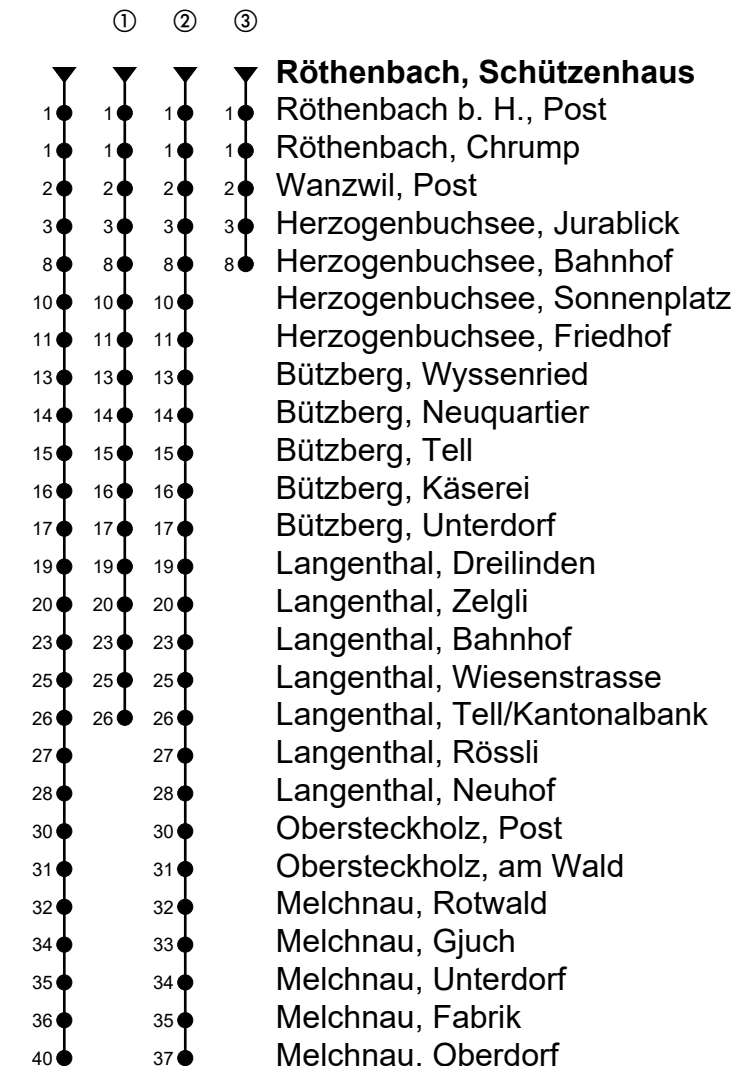 ① ② ③
Röthenbach, Schützenhaus
1 1 1 1 Röthenbach b. H., Post
1 1 1 1 Röthenbach, Chrump
2 2 2 2 Wanzwil, Post
3 3 3 3 Herzogenbuchsee, Jurablick
8 8 8 8 Herzogenbuchsee, Bahnhof
10 10 10 Herzogenbuchsee, Sonnenplatz
11 11 11 Herzogenbuchsee, Friedhof
13 13 13 Bützberg, Wyssenried
14 14 14 Bützberg, Neuquartier
15 15 15 Bützberg, Tell
16 16 16 Bützberg, Käserei
17 17 17 Bützberg, Unterdorf
19 19 19 Langenthal, Dreilinden
20 20 20 Langenthal, Zelgli
23 23 23 Langenthal, Bahnhof
25 25 25 Langenthal, Wiesenstrasse
26 26 26 Langenthal, Tell/Kantonalbank
27 27 Langenthal, Rössli
28 28 Langenthal, Neuhof
30 30 Obersteckholz, Post
31 31 Obersteckholz, am Wald
32 32 Melchnau, Rotwald
34 33 Melchnau, Gjuch
35 34 Melchnau, Unterdorf
36 35 Melchnau, Fabrik
40 37 Melchnau, Oberdorf